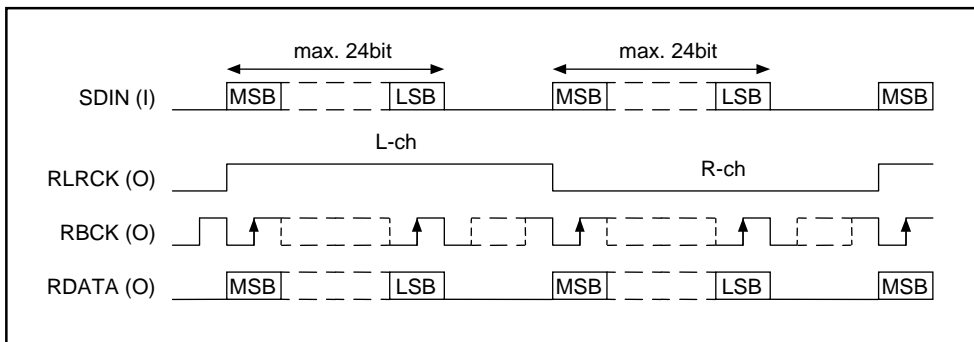 max. 24bit max. 24bit
SDIN (I) MSB LSB MSB LSB MSB
L-ch
RLRCK (O) R-ch
RBCK (O)
RDATA (O) MSB LSB MSB LSB MSB